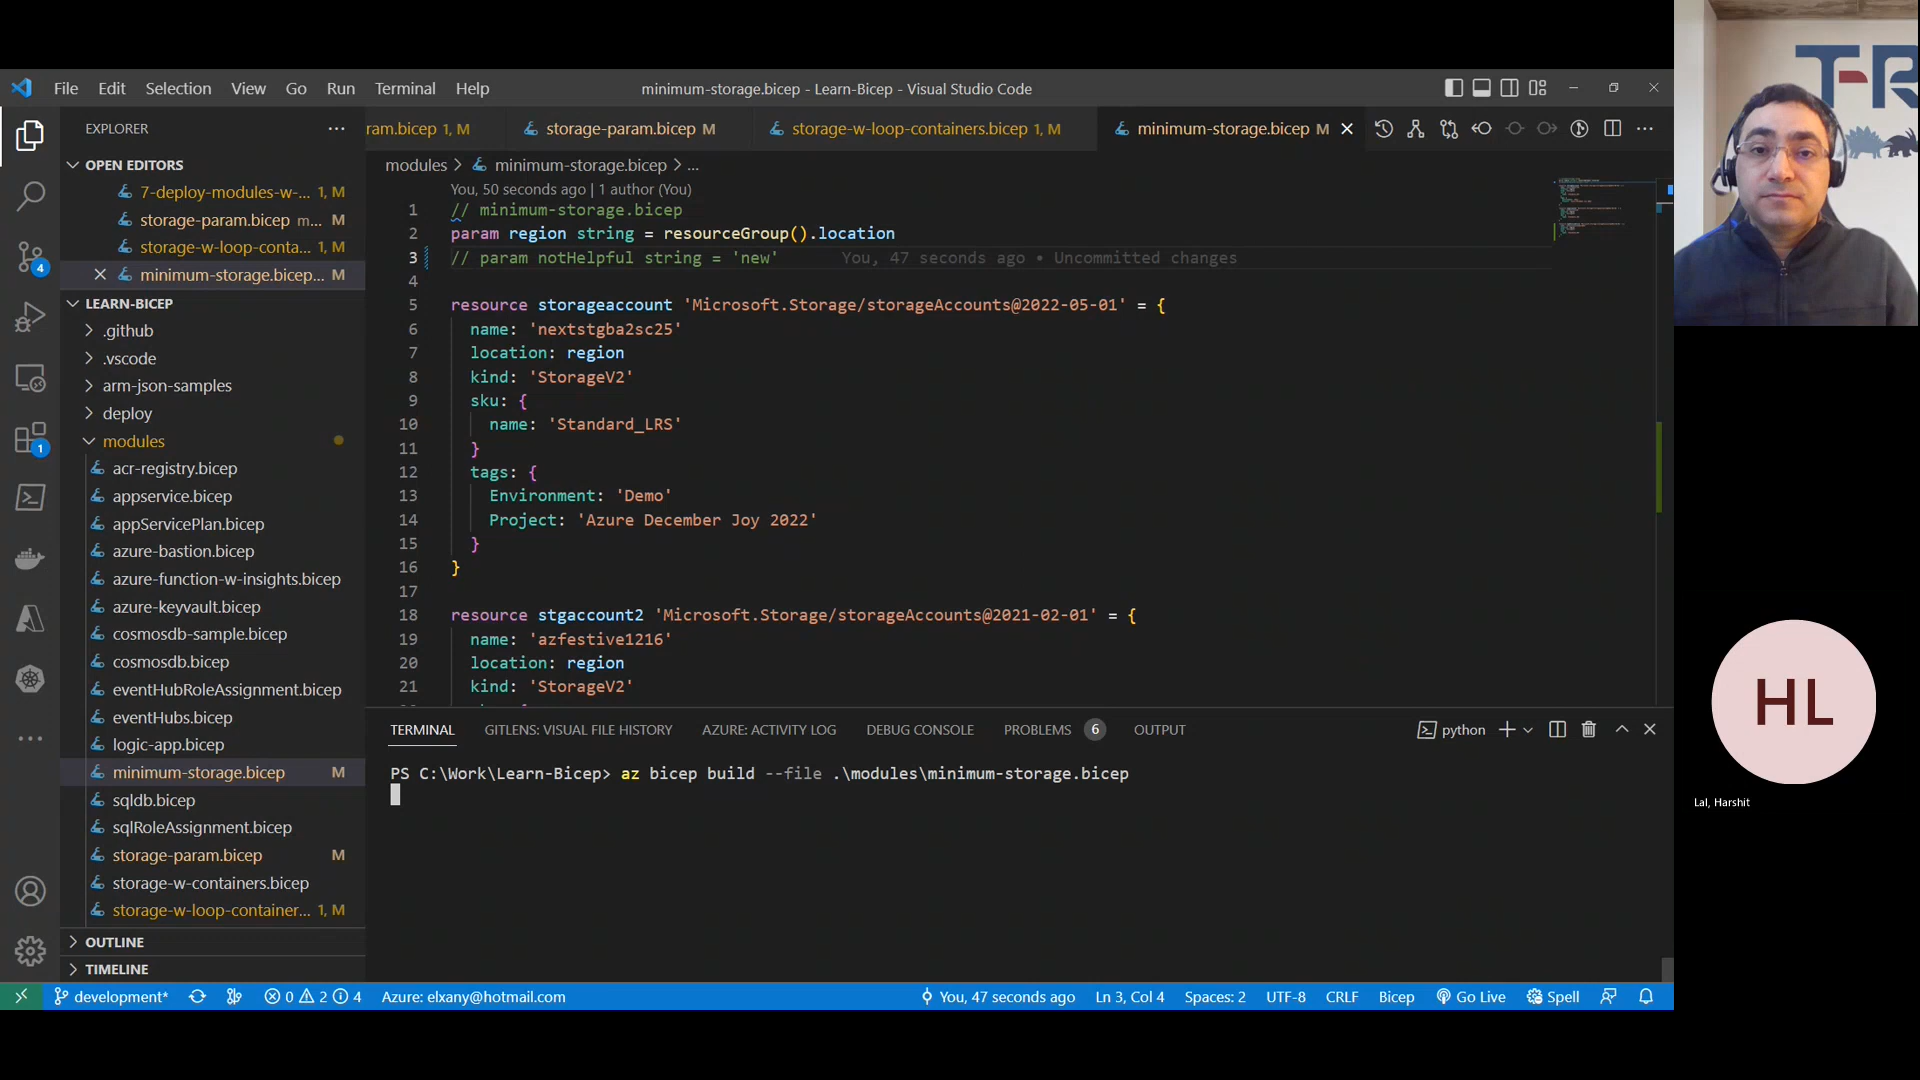 File Edit Selection View Go Run Terminal Help
minimum-storage.bicep - Learn-Bicep - Visual Studio Code
EXPLORER
OPEN EDITORS
7-deploy-modules-w-... 1, M
storage-param.bicep m... M
storage-w-loop-conta... 1, M
minimum-storage.bicep... M
LEARN-BICEP
.github
.vscode
arm-json-samples
deploy
modules
acr-registry.bicep
appservice.bicep
appServicePlan.bicep
azure-bastion.bicep
azure-function-w-insights.bicep
azure-keyvault.bicep
cosmosdb-sample.bicep
cosmosdb.bicep
eventHubRoleAssignment.bicep
eventHubs.bicep
logic-app.bicep
minimum-storage.bicep M
sqldb.bicep
sqlRoleAssignment.bicep
storage-param.bicep M
storage-w-containers.bicep
storage-w-loop-container... 1, M
OUTLINE
TIMELINE
4
1
ram.bicep 1, M
storage-param.bicep M
storage-w-loop-containers.bicep 1, M
minimum-storage.bicep M
modules > minimum-storage.bicep > ...
You, 50 seconds ago | 1 author (You)
1 // minimum-storage.bicep
2 param region string = resourceGroup().location
3 // param notHelpful string = 'new' You, 47 seconds ago • Uncommitted changes
4
5 resource storageaccount 'Microsoft.Storage/storageAccounts@2022-05-01' = {
6 name: 'nextstgba2sc25'
7 location: region
8 kind: 'StorageV2'
9 sku: {
10 name: 'Standard_LRS'
11 }
12 tags: {
13 Environment: 'Demo'
14 Project: 'Azure December Joy 2022'
15 }
16 }
17
18 resource stgaccount2 'Microsoft.Storage/storageAccounts@2021-02-01' = {
19 name: 'azfestive1216'
20 location: region
21 kind: 'StorageV2'
TERMINAL GITLENS: VISUAL FILE HISTORY AZURE: ACTIVITY LOG DEBUG CONSOLE PROBLEMS 6 OUTPUT
python
PS C:\Work\Learn-Bicep> az bicep build --file .\modules\minimum-storage.bicep
development* 0 2 4 Azure: elxany@hotmail.com
You, 47 seconds ago Ln 3, Col 4 Spaces: 2 UTF-8 CRLF Bicep Go Live Spell
HL
Lal, Harshit